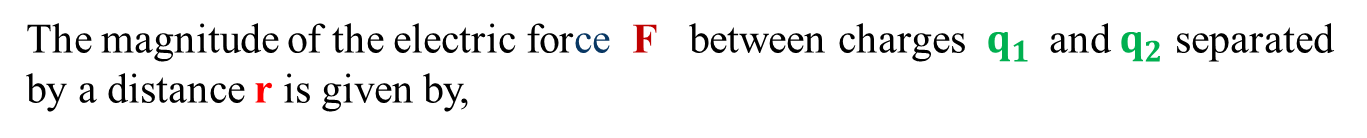 The magnitude of the electric force F between charges q₁ and q₂ separated
by a distance r is given by,